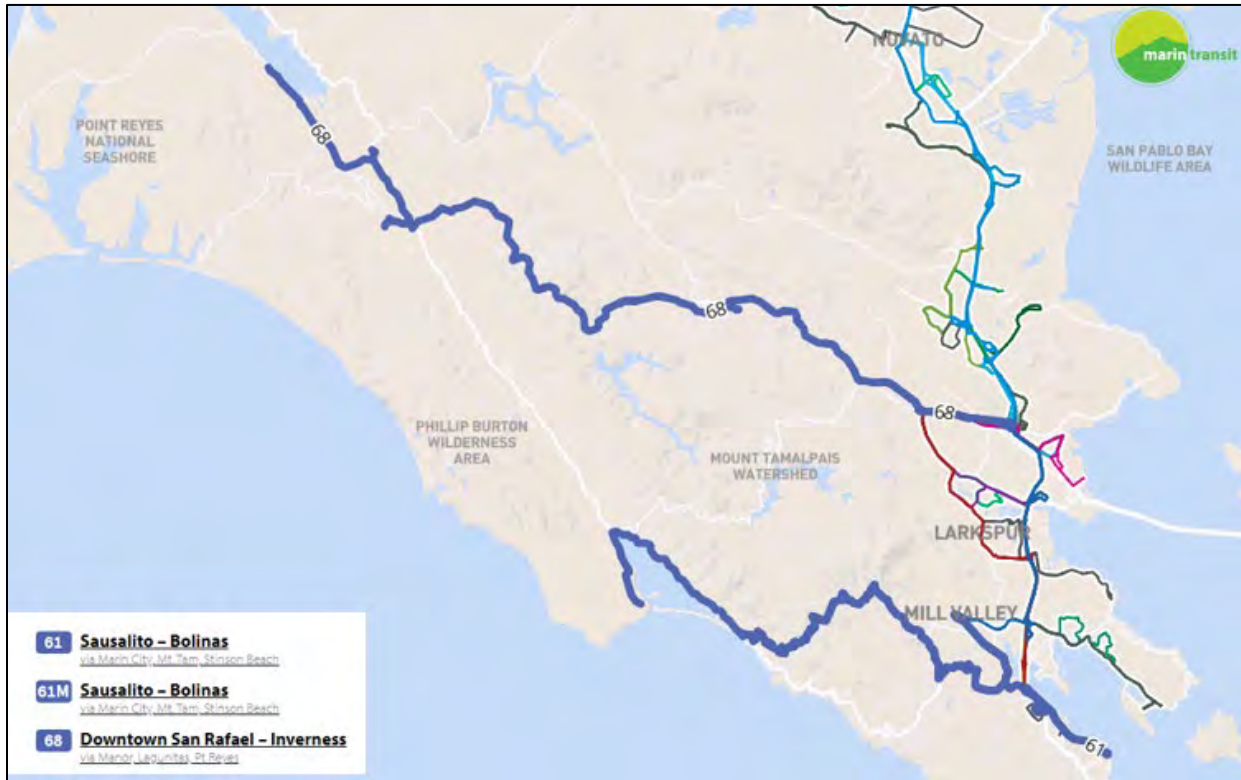 NOVATO
marintransit
POINT REYES
NATIONAL
SEASHORE
SAN PABLO BAY
WILDLIFE AREA
68
68
68
PHILLIP BURTON
WILDERNESS
AREA
MOUNT TAMALPAIS
WATERSHED
LARKSPUR
MILL VALLEY
61
61 Sausalito – Bolinas
via Marin City, Mt Tam, Stinson Beach
61M Sausalito – Bolinas
via Marin City, Mt Tam, Stinson Beach
68 Downtown San Rafael – Inverness
via Manor, Lagunitas, Pt Reyes